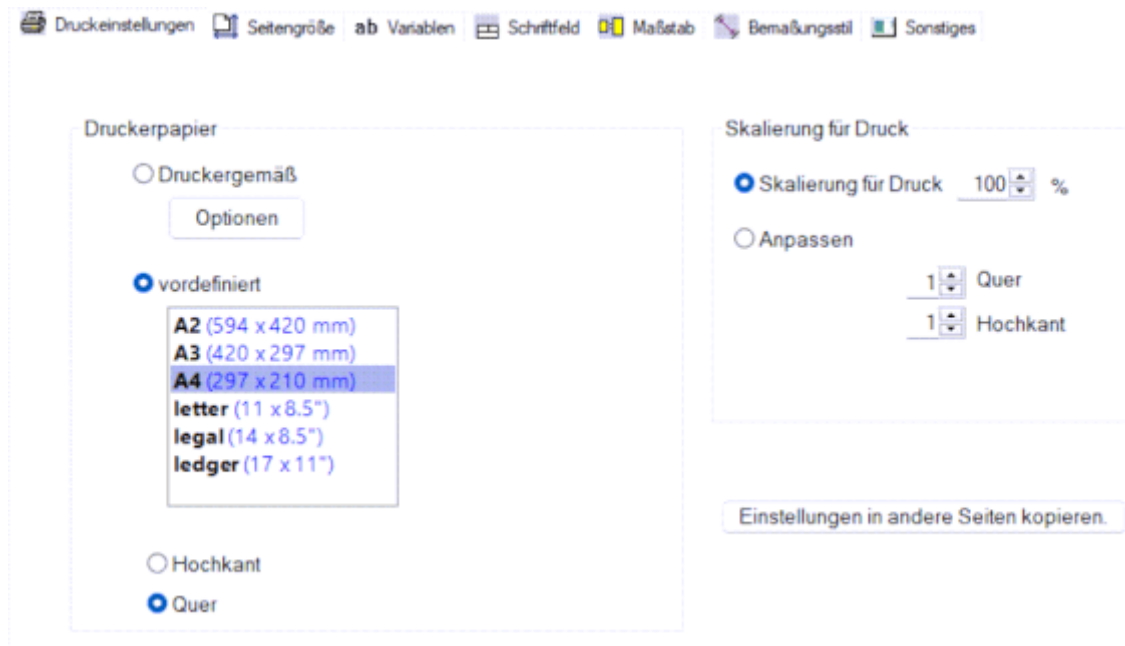 Druckeinstellungen Seitengröße ab Variablen Schriftfeld Maßstab Bemaßungsstil Sonstiges
Druckerpapier
Druckergemäß
Optionen
vordefiniert
A2 (594 x 420 mm)
A3 (420 x 297 mm)
A4 (297 x 210 mm)
letter (11 x 8.5")
legal (14 x 8.5")
ledger (17 x 11")
Hochkant
Quer
Skalierung für Druck
Skalierung für Druck 100 %
Anpassen
1 Quer
1 Hochkant
Einstellungen in andere Seiten kopieren.